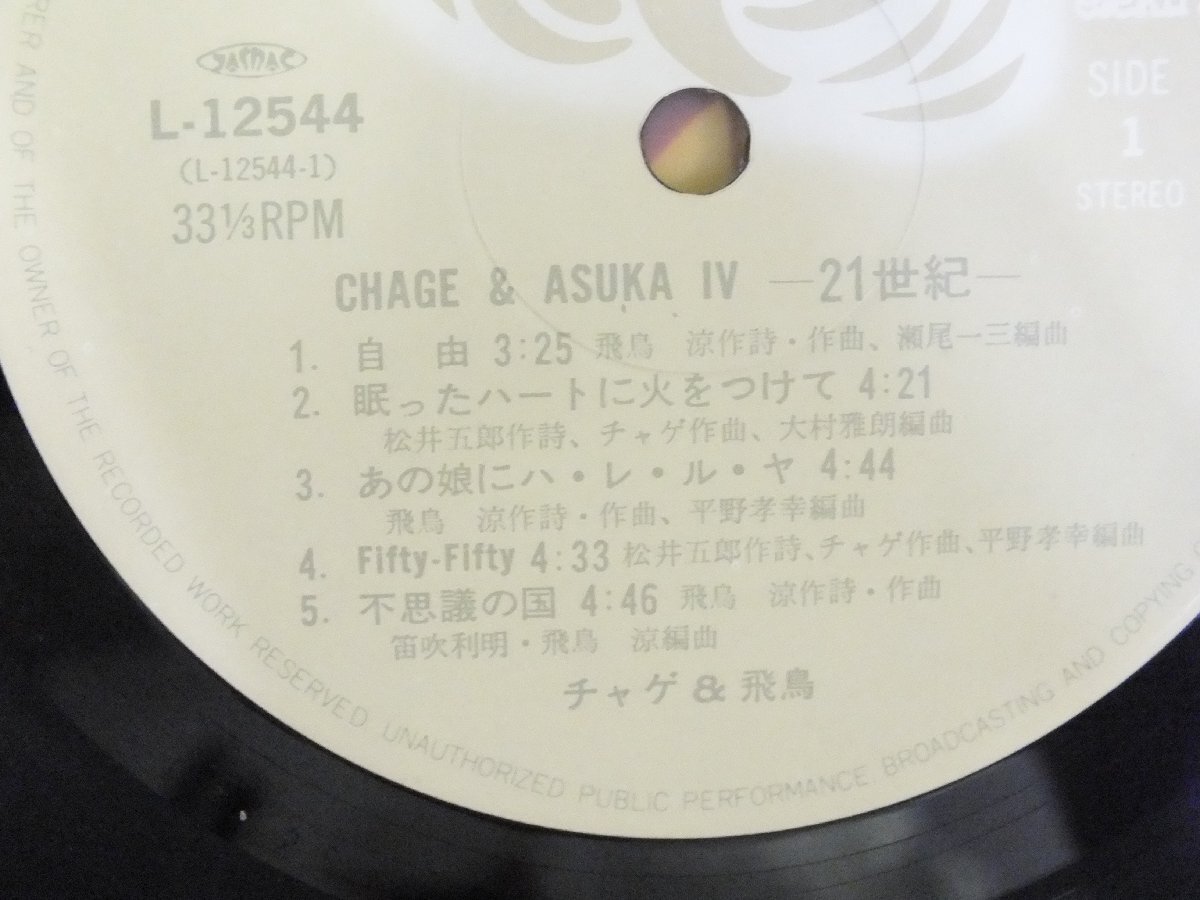 JAMAC
L-12544
(L-12544-1)
33⅓RPM
SIDE
1
STEREO
CHAGE & ASUKA IV —21世紀—
1. 自 由 3:25 飛鳥 涼作詩・作曲、瀬尾一三編曲
2. 眠ったハートに火をつけて 4:21
松井五郎作詩、チャゲ作曲、大村雅朗編曲
3. あの娘にハ・レ・ル・ヤ 4:44
飛鳥 涼作詩・作曲、平野孝幸編曲
4. Fifty-Fifty 4:33 松井五郎作詩、チャゲ作曲、平野孝幸編曲
5. 不思議の国 4:46 飛鳥 涼作詩・作曲
笛吹利明・飛鳥 涼編曲
チャゲ&飛鳥
AND OF THE OWNER OF THE RECORDED WORK RESERVED UNAUTHORIZED PUBLIC PERFORMANCE. BROADCASTING AND COPYING